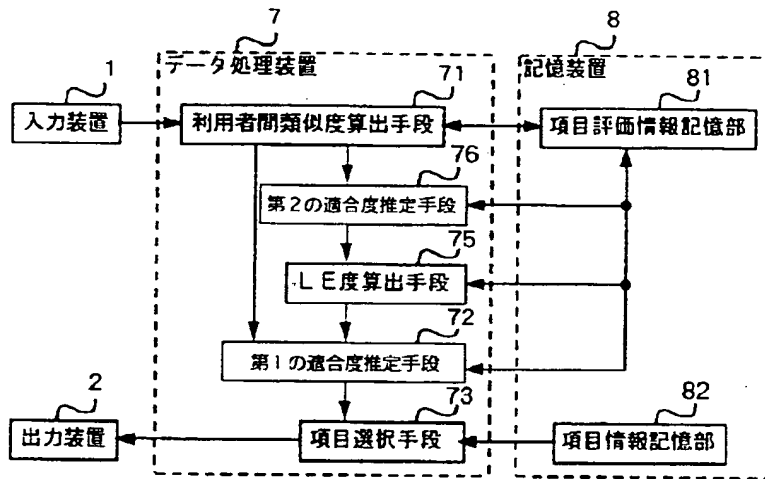 7
8
1
データ処理装置
71
記憶装置
81
入力装置
利用者間類似度算出手段
項目評価情報記憶部
76
第2の適合度推定手段
75
LE度算出手段
72
第1の適合度推定手段
2
73
82
出力装置
項目選択手段
項目情報記憶部